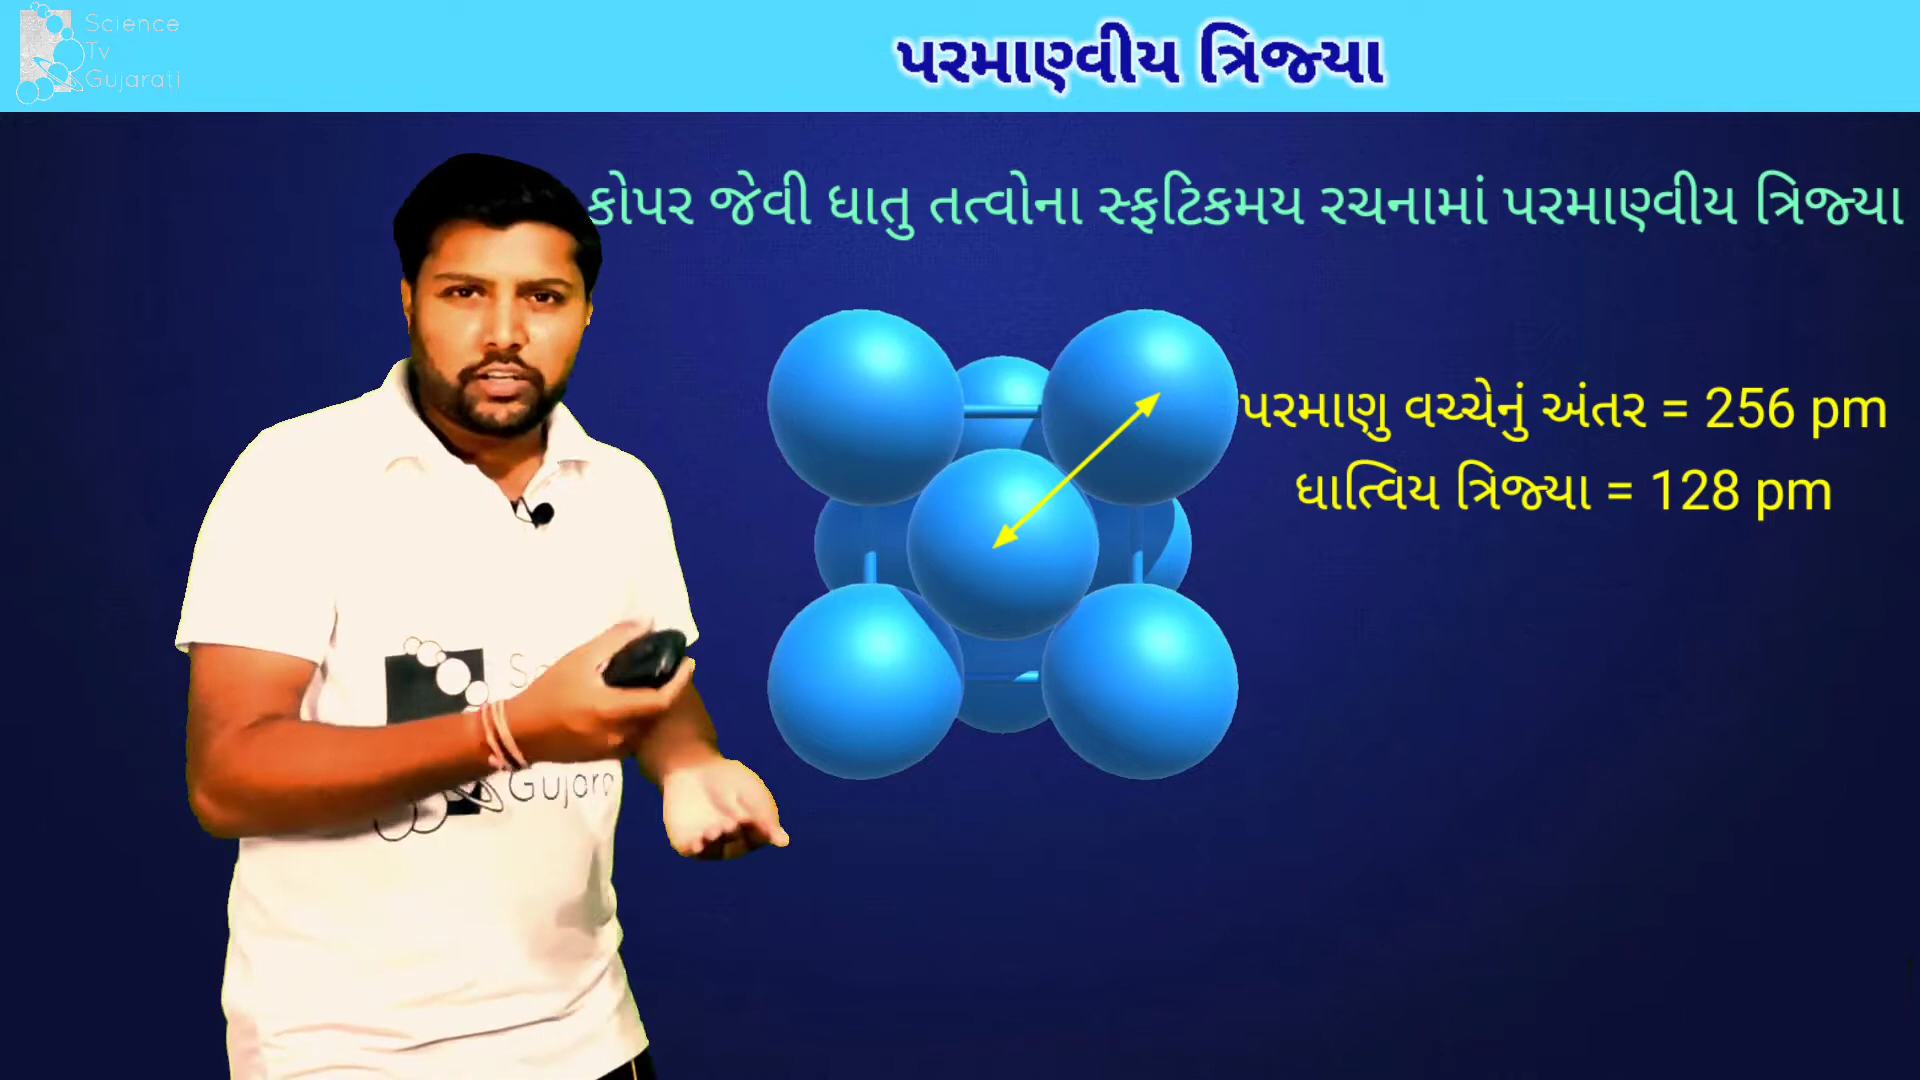 Science
Tv
Gujarati
પરમાણ્વીય ત્રિજ્યા
કોપર જેવી ધાતુ તત્વોના સ્ફટિકમય રચનામાં પરમાણ્વીય ત્રિજ્યા
પરમાણુ વચ્ચેનું અંતર = 256 pm
ધાત્વિય ત્રિજ્યા = 128 pm